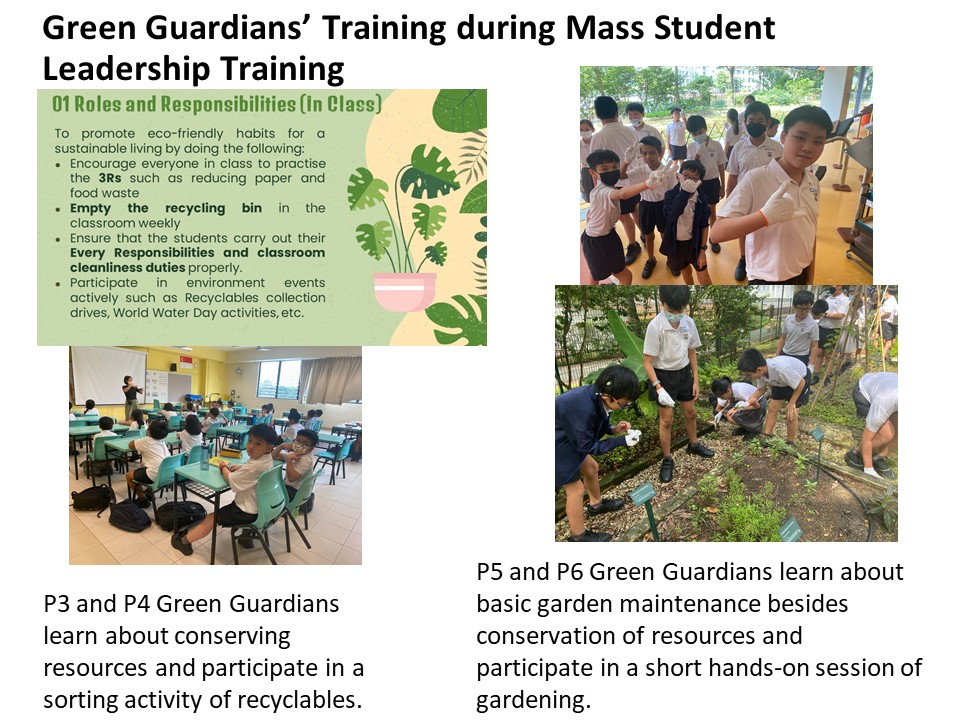 Green Guardians’ Training during Mass Student
Leadership Training
01 Roles and Responsibilities (In Class)
To promote eco-friendly habits for a
sustainable living by doing the following:
• Encourage everyone in class to practise
the 3Rs such as reducing paper and
food waste
• Empty the recycling bin in the
classroom weekly
• Ensure that the students carry out their
Every Responsibilities and classroom
cleanliness duties properly.
• Participate in environment events
actively such as Recyclables collection
drives, World Water Day activities, etc.
P3 and P4 Green Guardians
learn about conserving
resources and participate in a
sorting activity of recyclables.
P5 and P6 Green Guardians learn about
basic garden maintenance besides
conservation of resources and
participate in a short hands-on session of
gardening.